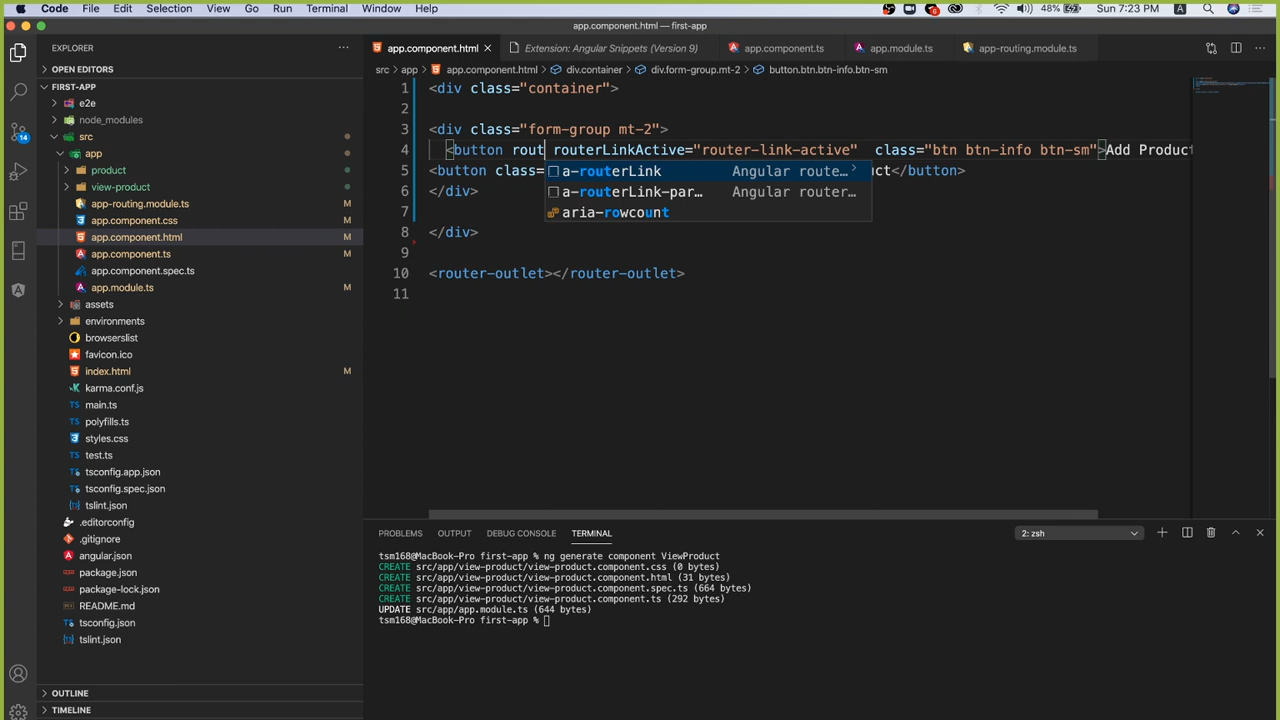 Code File Edit Selection View Go Run Terminal Window Help 6 48% Sun 7:23 PM A
app.component.html — first-app
EXPLORER
OPEN EDITORS
FIRST-APP
e2e
node_modules
14
src
app
product
view-product
app-routing.module.ts M
app.component.css M
app.component.html M
app.component.ts M
app.component.spec.ts
app.module.ts M
assets
environments
browserslist
favicon.ico
index.html M
karma.conf.js
main.ts
polyfills.ts
styles.css
test.ts
tsconfig.app.json
tsconfig.spec.json
tslint.json
.editorconfig
.gitignore
angular.json
package.json
package-lock.json
README.md
tsconfig.json
tslint.json
OUTLINE
TIMELINE
app.component.html Extension: Angular Snippets (Version 9) app.component.ts app.module.ts app-routing.module.ts
src app app.component.html div.container div.form-group.mt-2 button.btn.btn-info.btn-sm
1 <div class="container">
2
3 <div class="form-group mt-2">
4 <button rout routerLinkActive="router-link-active" class="btn btn-info btn-sm">Add Product
5 <button class= ct</button>
6 </div>
7
8 </div>
9
10 <router-outlet></router-outlet>
11
a-routerLink Angular route…
a-routerLink-par… Angular router…
aria-rowcount
PROBLEMS OUTPUT DEBUG CONSOLE TERMINAL 2: zsh
tsm168@MacBook-Pro first-app % ng generate component ViewProduct
CREATE src/app/view-product/view-product.component.css (0 bytes)
CREATE src/app/view-product/view-product.component.html (31 bytes)
CREATE src/app/view-product/view-product.component.spec.ts (664 bytes)
CREATE src/app/view-product/view-product.component.ts (292 bytes)
UPDATE src/app/app.module.ts (644 bytes)
tsm168@MacBook-Pro first-app %